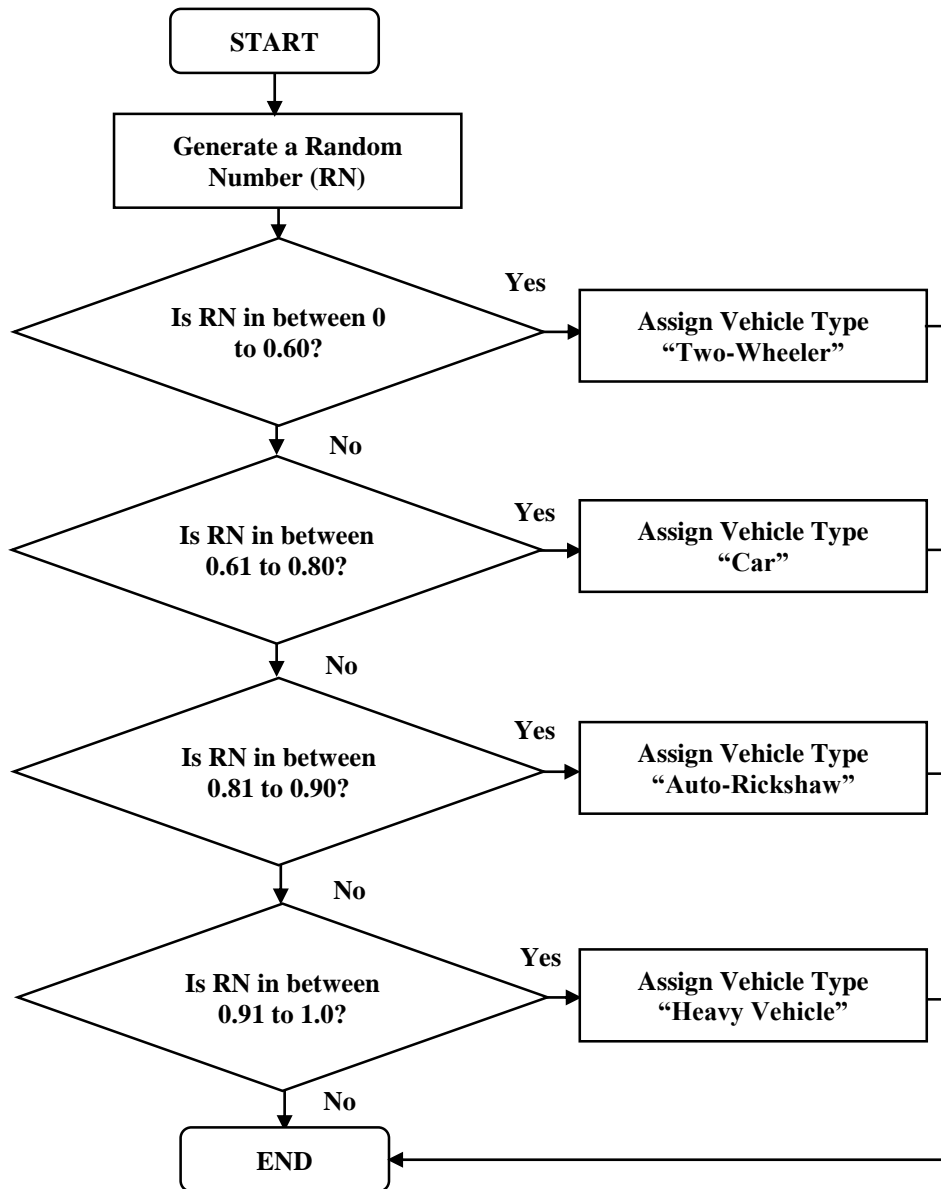 START
Generate a Random
Number (RN)
Is RN in between 0
to 0.60?
Yes
Assign Vehicle Type
“Two-Wheeler”
No
Is RN in between
0.61 to 0.80?
Yes
Assign Vehicle Type
“Car”
No
Is RN in between
0.81 to 0.90?
Yes
Assign Vehicle Type
“Auto-Rickshaw”
No
Is RN in between
0.91 to 1.0?
Yes
Assign Vehicle Type
“Heavy Vehicle”
No
END